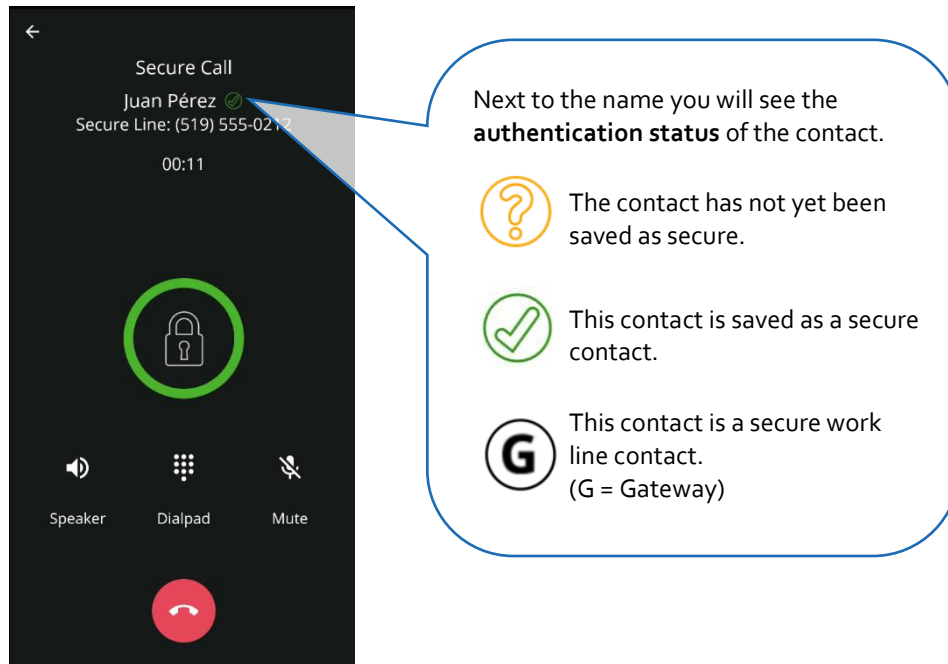 Secure Call
Juan Pérez
Secure Line: (519) 555-0212
00:11
Speaker
Dialpad
Mute
Next to the name you will see the
authentication status of the contact.
The contact has not yet been
saved as secure.
This contact is saved as a secure
contact.
G
This contact is a secure work
line contact.
(G = Gateway)